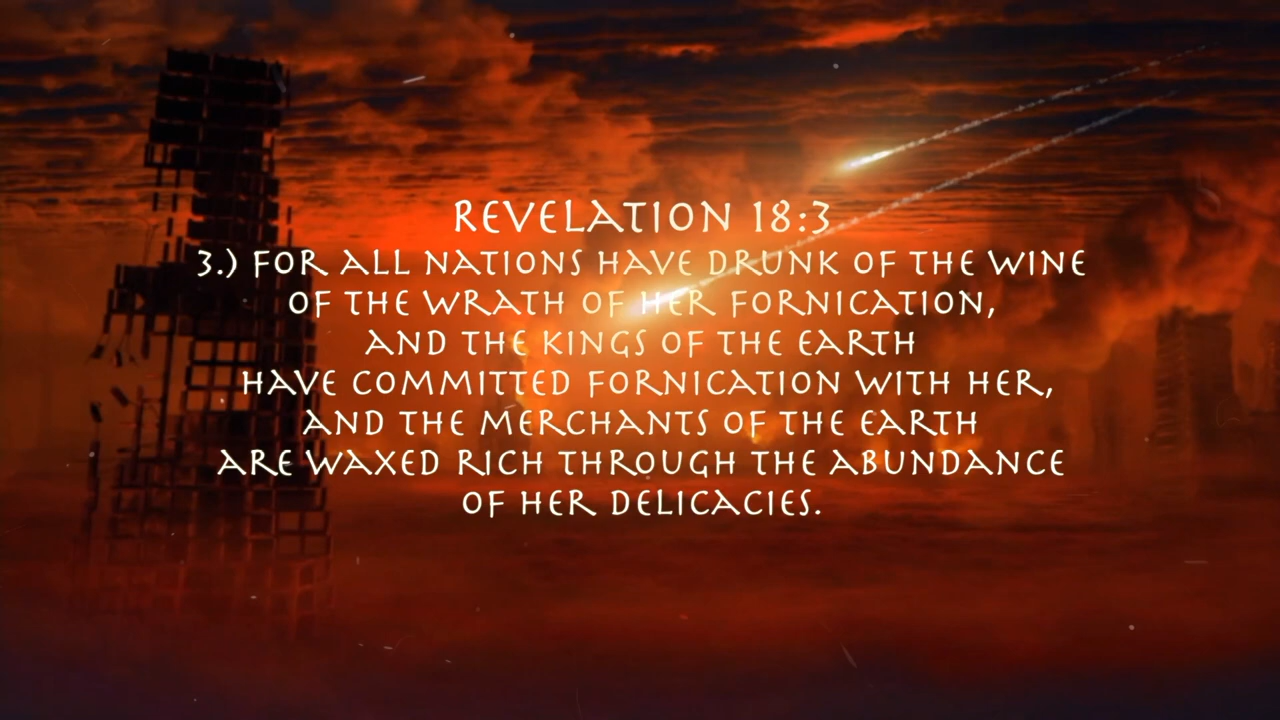 REVELATION 18:3
3.) FOR ALL NATIONS HAVE DRUNK OF THE WINE
OF THE WRATH OF HER FORNICATION,
AND THE KINGS OF THE EARTH
HAVE COMMITTED FORNICATION WITH HER,
AND THE MERCHANTS OF THE EARTH
ARE WAXED RICH THROUGH THE ABUNDANCE
OF HER DELICACIES.